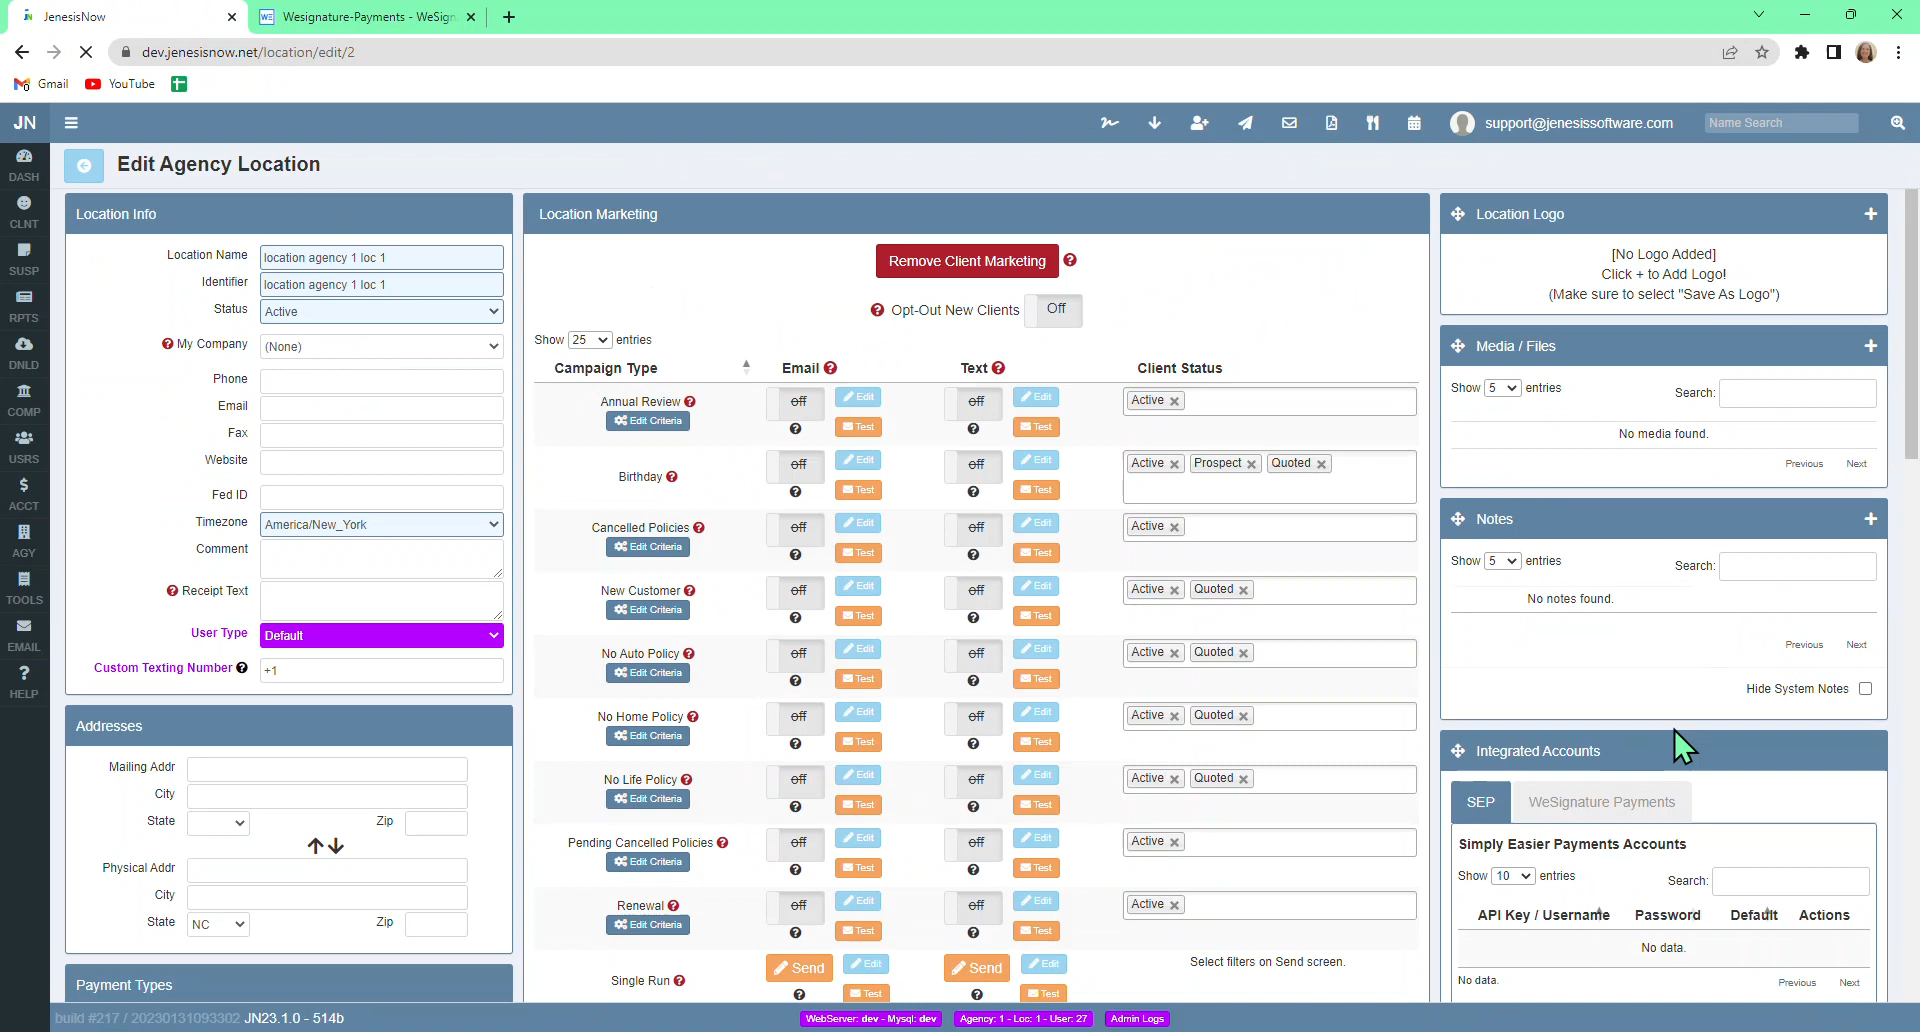 JenesisNow
Wesignature-Payments - WeSign
dev.jenesisnow.net/location/edit/2
Gmail YouTube
JN support@jenesissoftware.com Name Search
Edit Agency Location
DASH
CLNT
SUSP
RPTS
DNLD
COMP
USRS
ACCT
AGY
TOOLS
EMAIL
HELP
Location Info
Location Name location agency 1 loc 1
Identifier location agency 1 loc 1
Status Active
My Company (None)
Phone
Email
Fax
Website
Fed ID
Timezone America/New_York
Comment
Receipt Text
User Type Default
Custom Texting Number +1
Addresses
Mailing Addr
City
State Zip
Physical Addr
City
State NC Zip
Payment Types
Location Marketing
Remove Client Marketing
Opt-Out New Clients Off
Show 25 entries
Campaign Type Email Text Client Status
Annual Review off Edit off Edit Active
Edit Criteria Test Test
Birthday off Edit off Edit Active Prospect Quoted
Test Test
Cancelled Policies off Edit off Edit Active
Edit Criteria Test Test
New Customer off Edit off Edit Active Quoted
Edit Criteria Test Test
No Auto Policy off Edit off Edit Active Quoted
Edit Criteria Test Test
No Home Policy off Edit off Edit Active Quoted
Edit Criteria Test Test
No Life Policy off Edit off Edit Active Quoted
Edit Criteria Test Test
Pending Cancelled Policies off Edit off Edit Active
Edit Criteria Test Test
Renewal off Edit off Edit Active
Edit Criteria Test Test
Single Run Send Edit Send Edit Select filters on Send screen.
Test Test
Location Logo
[No Logo Added]
Click + to Add Logo!
(Make sure to select "Save As Logo")
Media / Files
Show 5 entries Search:
No media found.
Previous Next
Notes
Show 5 entries Search:
No notes found.
Previous Next
Hide System Notes
Integrated Accounts
SEP WeSignature Payments
Simply Easier Payments Accounts
Show 10 entries Search:
API Key / Username Password Default Actions
No data.
No data. Previous Next
build #217 / 20230131093302 JN23.1.0 - 514b WebServer: dev - Mysql: dev Agency: 1 - Loc: 1 - User: 27 Admin Logs